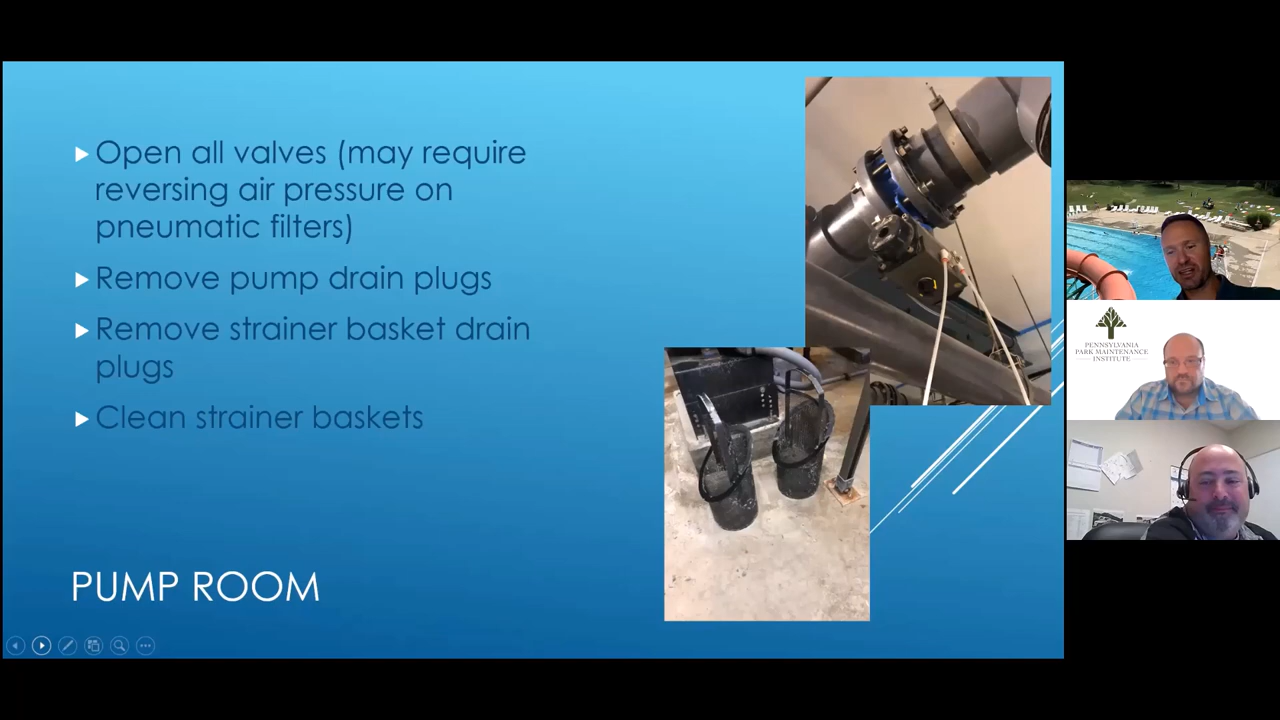 Open all valves (may require
reversing air pressure on
pneumatic filters)
Remove pump drain plugs
Remove strainer basket drain
plugs
Clean strainer baskets
PUMP ROOM
PENNSYLVANIA
PARK MAINTENANCE
INSTITUTE